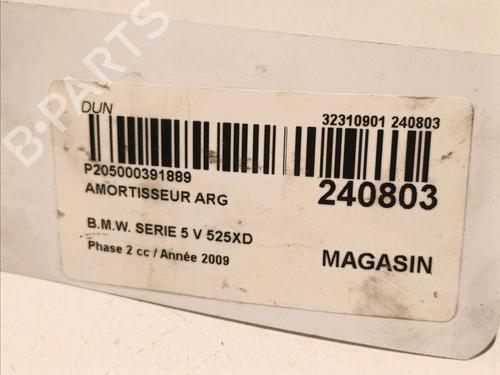 B-PARTS
DUN
32310901 240803
P205000391889
AMORTISSEUR ARG
240803
B.M.W. SERIE 5 V 525XD
Phase 2 cc / Année 2009
MAGASIN